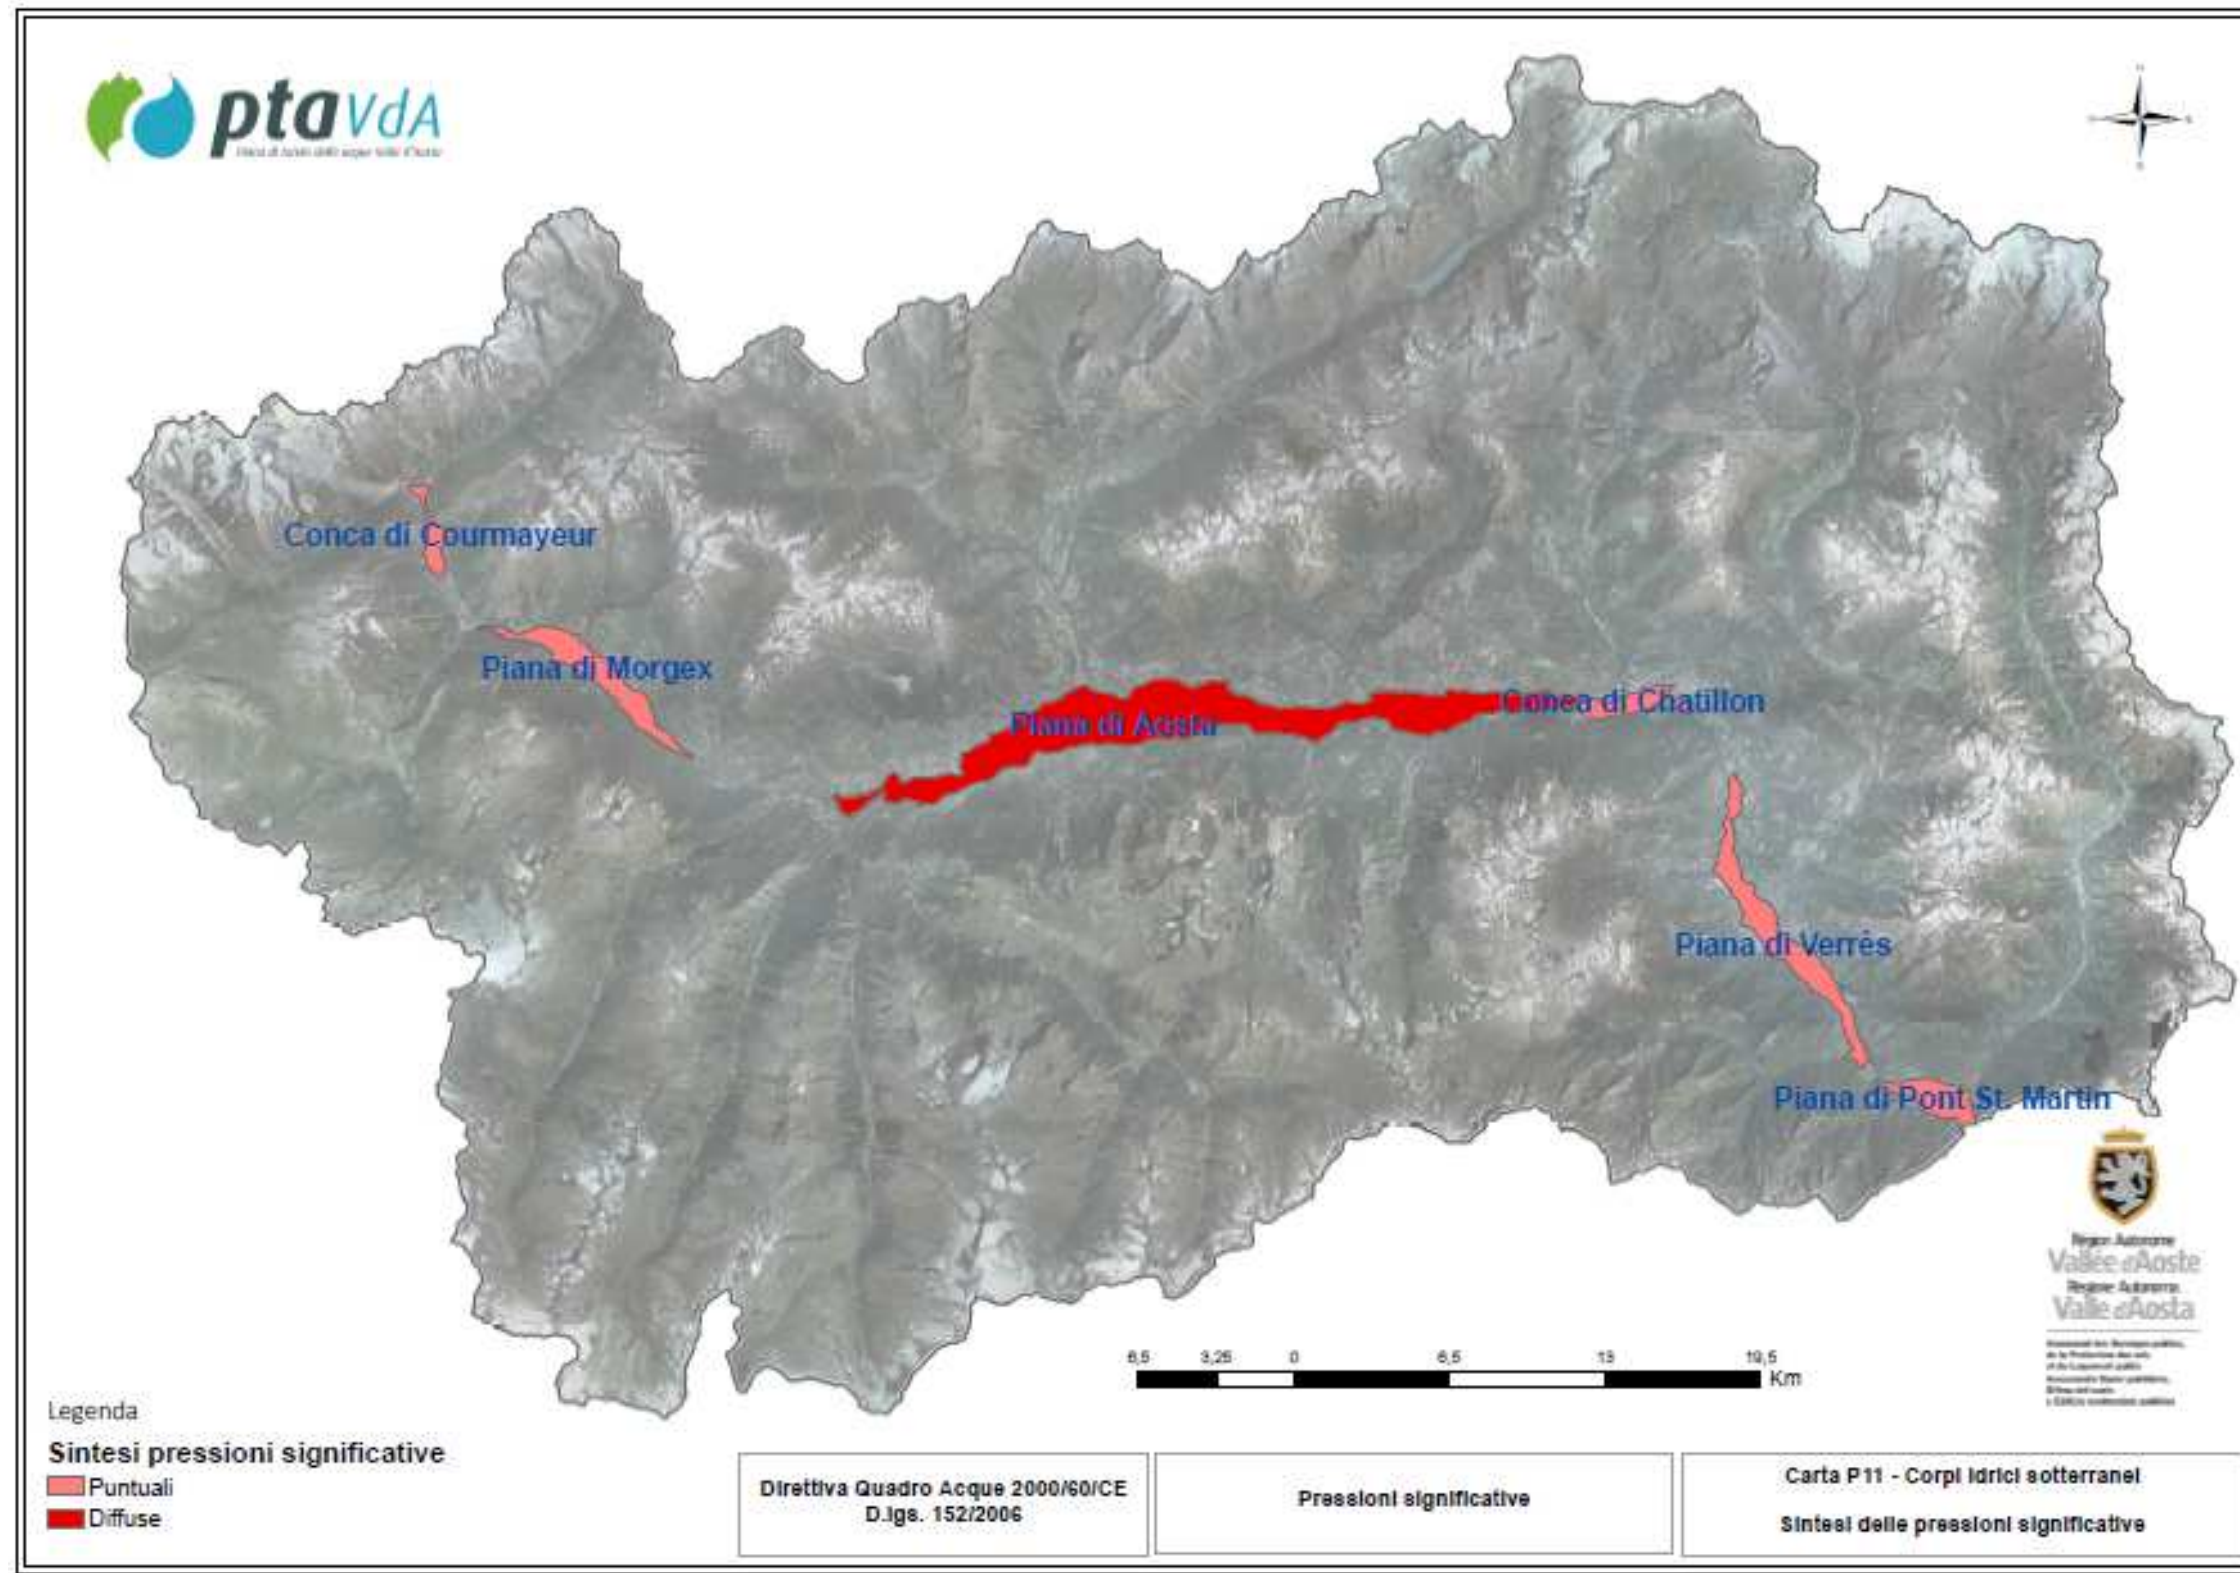 ptaVdA
Conca di Courmayeur
Piana di Morgex
Piana di Aosta
Conca di Chatillon
Piana di Verrès
Piana di Pont St. Martin
Région Autonome
Vallée d'Aoste
Regione Autonoma
Valle d'Aosta
6,5 3,25 0 6,5 13 19,5
Km
Legenda
Sintesi pressioni significative
Puntuali
Diffuse
Direttiva Quadro Acque 2000/60/CE
D.lgs. 152/2006
Pressioni significative
Carta P11 - Corpi idrici sotterranei
Sintesi delle pressioni significative